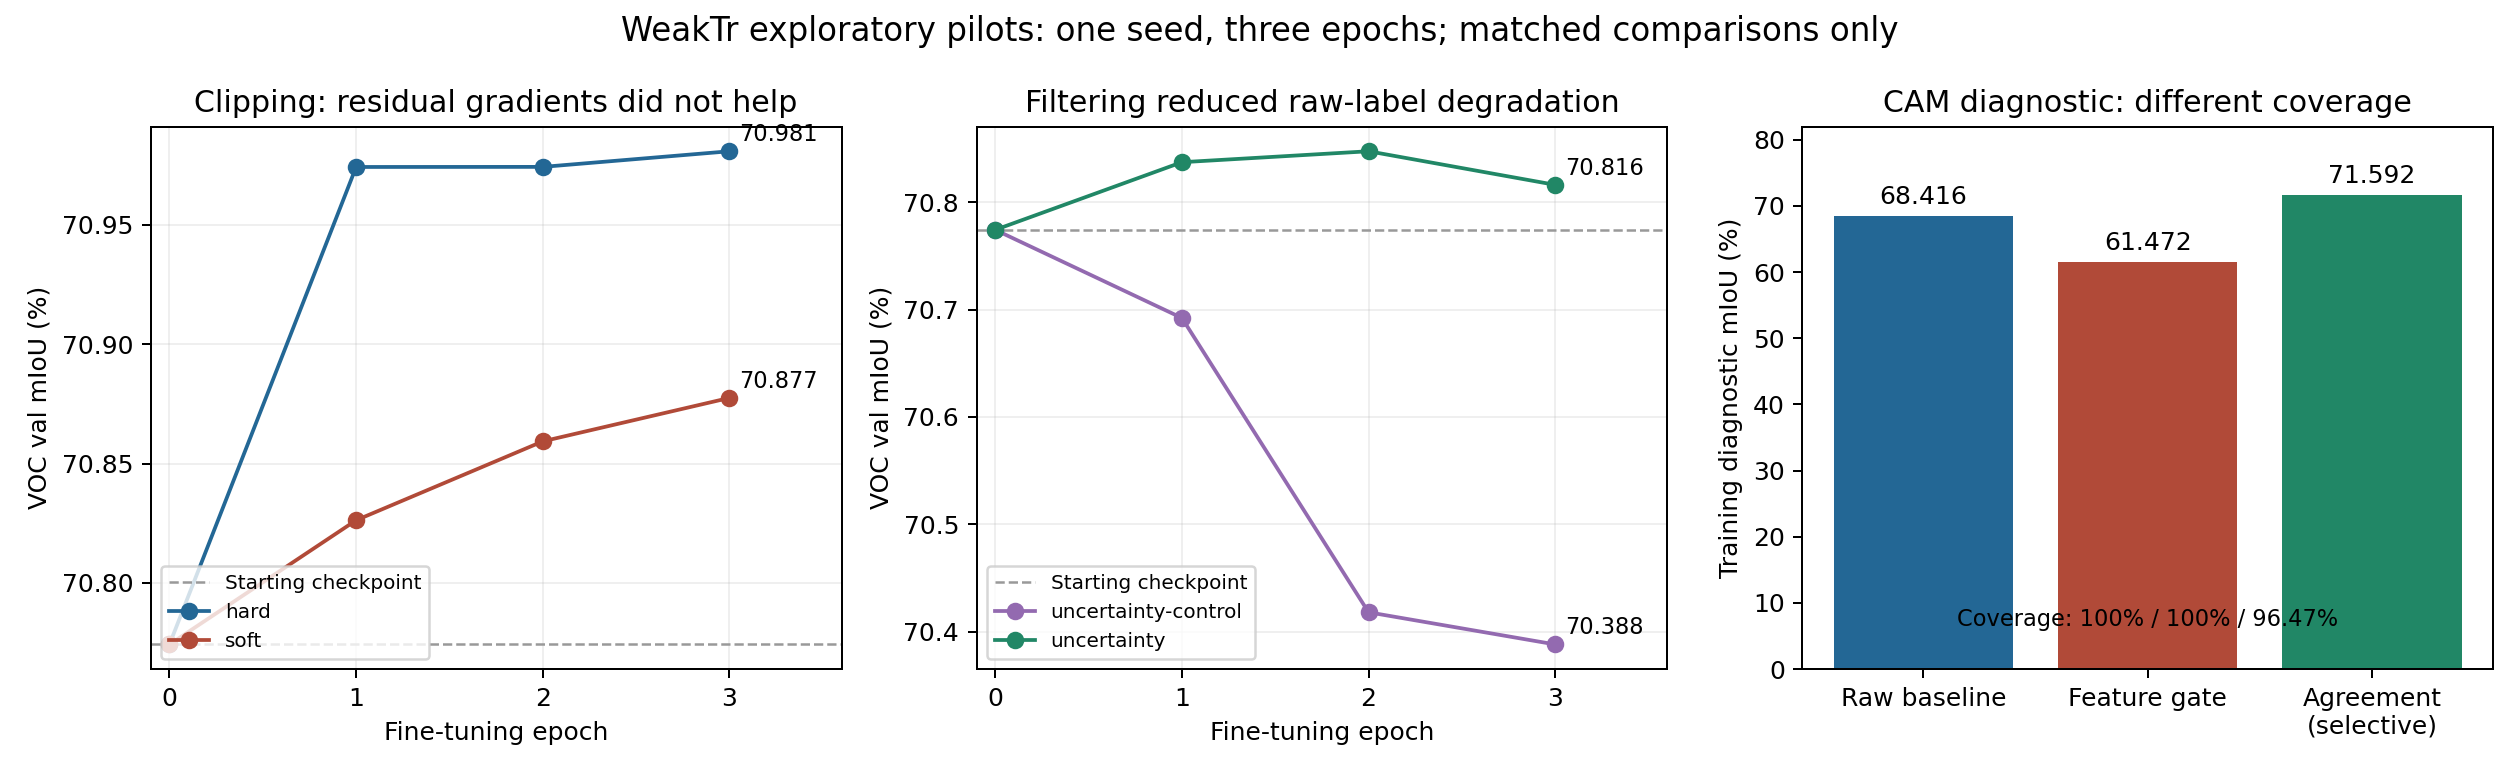 WeakTr exploratory pilots: one seed, three epochs; matched comparisons only
Clipping: residual gradients did not help
VOC val mIoU (%)
70.95
70.90
70.85
70.80
70.981
70.877
Starting checkpoint
hard
soft
0 1 2 3
Fine-tuning epoch
Filtering reduced raw-label degradation
VOC val mIoU (%)
70.8
70.7
70.6
70.5
70.4
70.816
70.388
Starting checkpoint
uncertainty-control
uncertainty
0 1 2 3
Fine-tuning epoch
CAM diagnostic: different coverage
Training diagnostic mIoU (%)
80
70
60
50
40
30
20
10
0
68.416
61.472
71.592
Coverage: 100% / 100% / 96.47%
Raw baseline
Feature gate
Agreement
(selective)